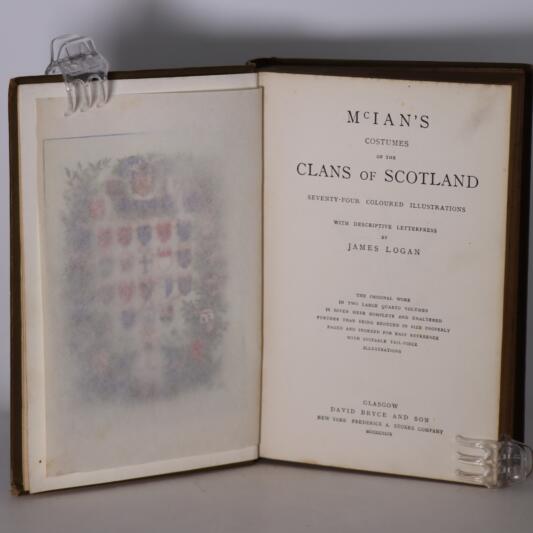 McIAN'S
COSTUMES
OF THE
CLANS OF SCOTLAND
SEVENTY-FOUR COLOURED ILLUSTRATIONS
WITH DESCRIPTIVE LETTERPRESS
BY
JAMES LOGAN
THE ORIGINAL WORK
IN TWO LARGE QUARTO VOLUMES
IS GIVEN HERE COMPLETE AND UNALTERED
FURTHER THAN BEING REDUCED IN SIZE PROPERLY
PAGED AND INDEXED FOR EASY REFERENCE
WITH SUITABLE TAIL-PIECE
ILLUSTRATIONS
GLASGOW
DAVID BRYCE AND SON
NEW YORK FREDERICK A. STOKES COMPANY